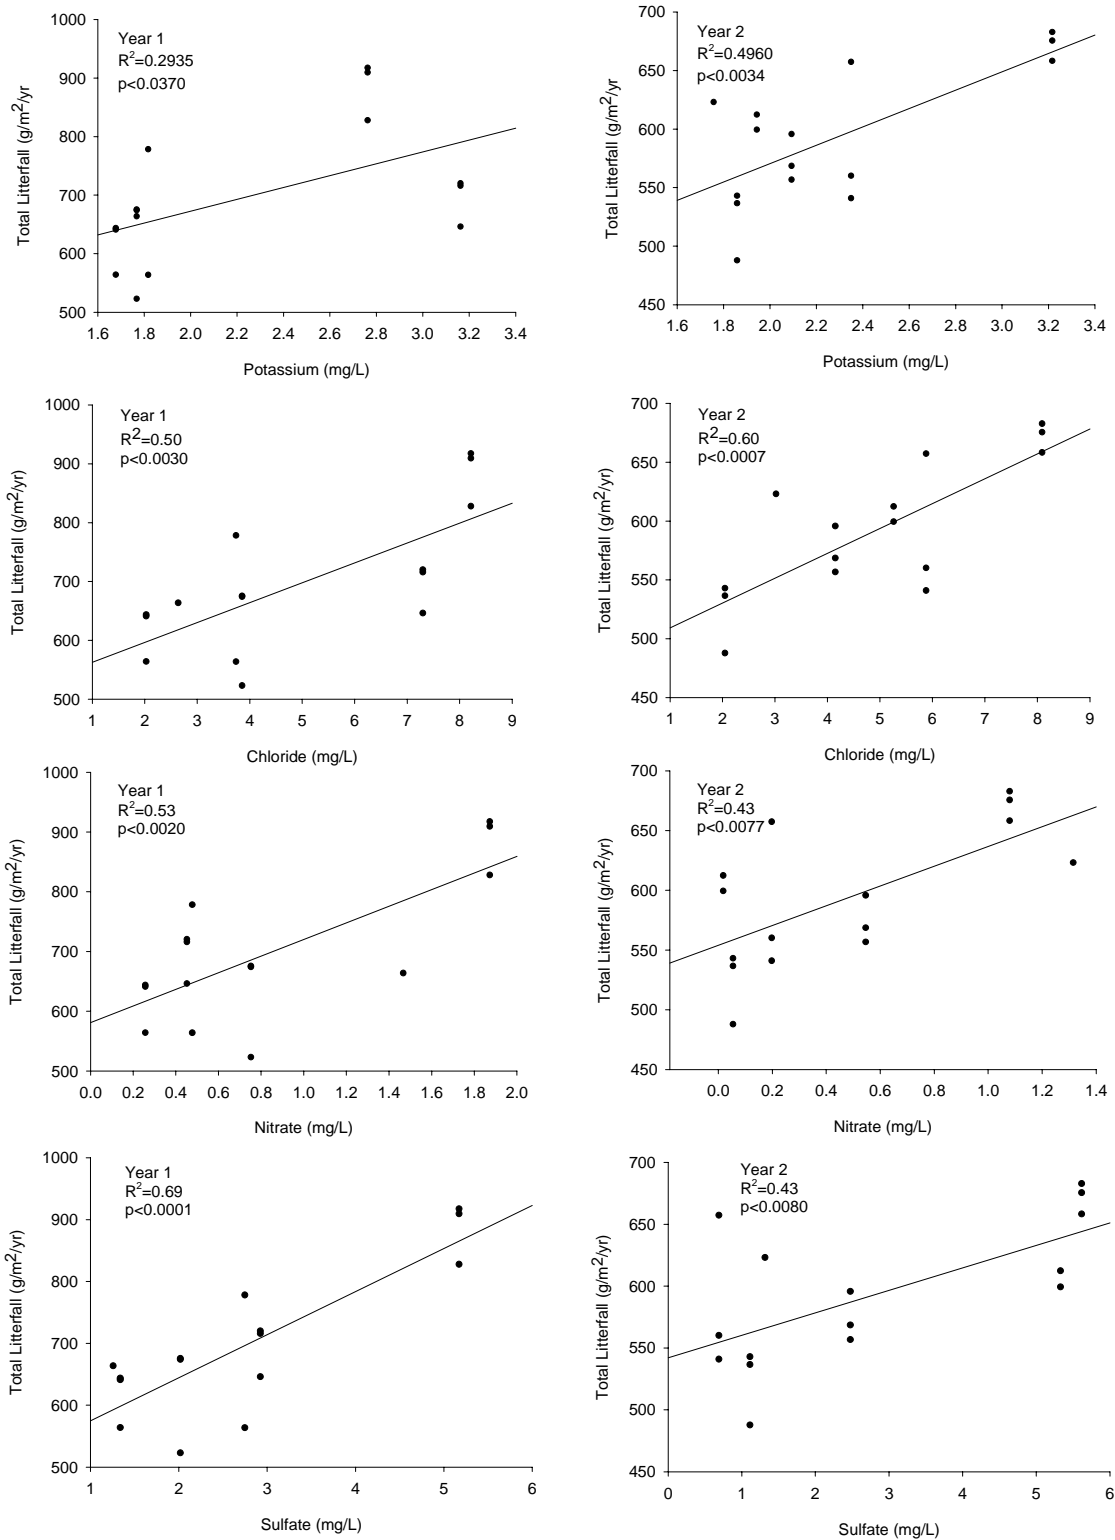 Year 1
R²=0.2935
p<0.0370
Total Litterfall (g/m²/yr
1000
900
800
700
600
500
1.6 1.8 2.0 2.2 2.4 2.6 2.8 3.0 3.2 3.4
Potassium (mg/L)
Year 2
R²=0.4960
p<0.0034
Total Litterfall (g/m²/yr
700
650
600
550
500
450
1.6 1.8 2.0 2.2 2.4 2.6 2.8 3.0 3.2 3.4
Potassium (mg/L)
Year 1
R²=0.50
p<0.0030
Total Litterfall (g/m²/yr)
1000
900
800
700
600
500
1 2 3 4 5 6 7 8 9
Chloride (mg/L)
Year 2
R²=0.60
p<0.0007
Total Litterfall (g/m²/yr)
700
650
600
550
500
450
1 2 3 4 5 6 7 8 9
Chloride (mg/L)
Year 1
R²=0.53
p<0.0020
Total Litterfall (g/m²/yr)
1000
900
800
700
600
500
0.0 0.2 0.4 0.6 0.8 1.0 1.2 1.4 1.6 1.8 2.0
Nitrate (mg/L)
Year 2
R²=0.43
p<0.0077
Total Litterfall (g/m²/yr)
700
650
600
550
500
450
0.0 0.2 0.4 0.6 0.8 1.0 1.2 1.4
Nitrate (mg/L)
Year 1
R²=0.69
p<0.0001
Total Litterfall (g/m²/yr)
1000
900
800
700
600
500
1 2 3 4 5 6
Sulfate (mg/L)
Year 2
R²=0.43
p<0.0080
Total Litterfall (g/m²/yr)
700
650
600
550
500
450
0 1 2 3 4 5 6
Sulfate (mg/L)